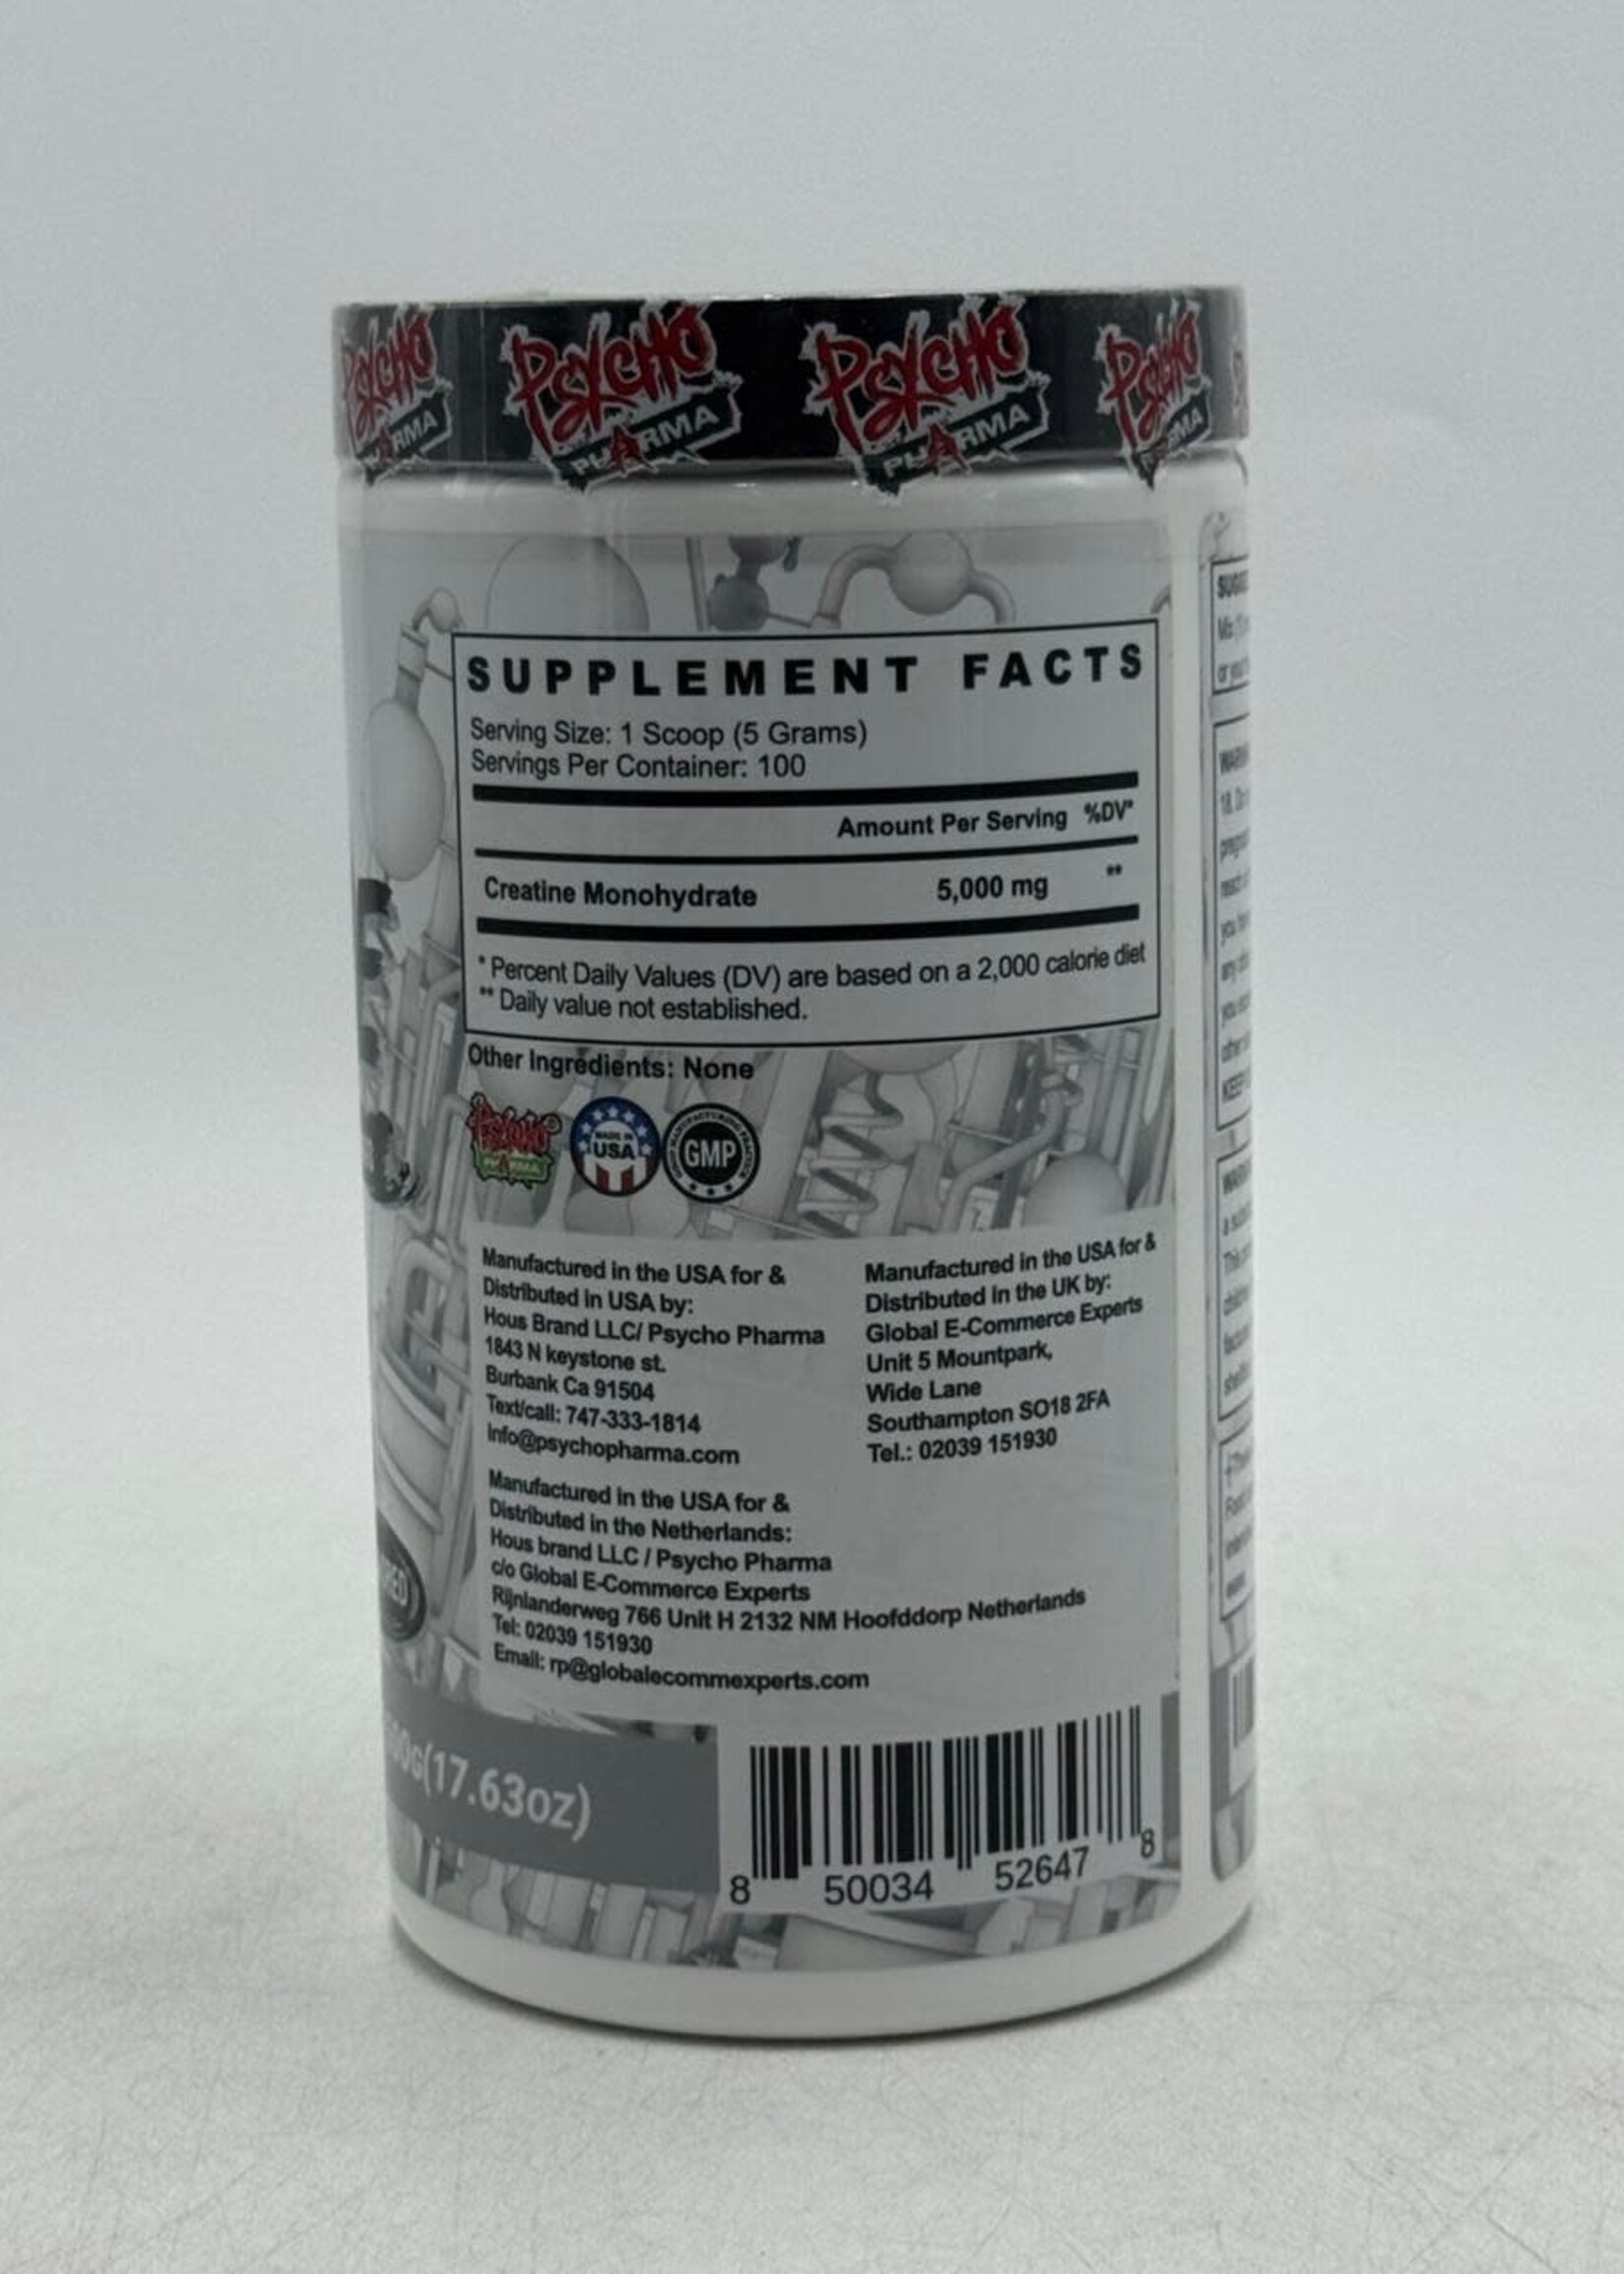 PSYCHO PHARMA
PSYCHO PHARMA
PSYCHO PHARMA
PSYCHO PHARMA
SUPPLEMENT FACTS
Serving Size: 1 Scoop (5 Grams)
Servings Per Container: 100
Amount Per Serving %DV*
Creatine Monohydrate 5,000 mg **
* Percent Daily Values (DV) are based on a 2,000 calorie diet
** Daily value not established.
Other Ingredients: None
PSYCHO PHARMA
MADE IN USA
GMP
Manufactured in the USA for &
Distributed in USA by:
Hous Brand LLC/ Psycho Pharma
1843 N keystone st.
Burbank Ca 91504
Text/call: 747-333-1814
Info@psychopharma.com
Manufactured in the USA for &
Distributed in the UK by:
Global E-Commerce Experts
Unit 5 Mountpark,
Wide Lane
Southampton SO18 2FA
Tel.: 02039 151930
Manufactured in the USA for &
Distributed in the Netherlands:
Hous brand LLC / Psycho Pharma
c/o Global E-Commerce Experts
Rijnlanderweg 766 Unit H 2132 NM Hoofddorp Netherlands
Tel: 02039 151930
Email: rp@globalecommexperts.com
(17.63oz)
8 50034 52647 8